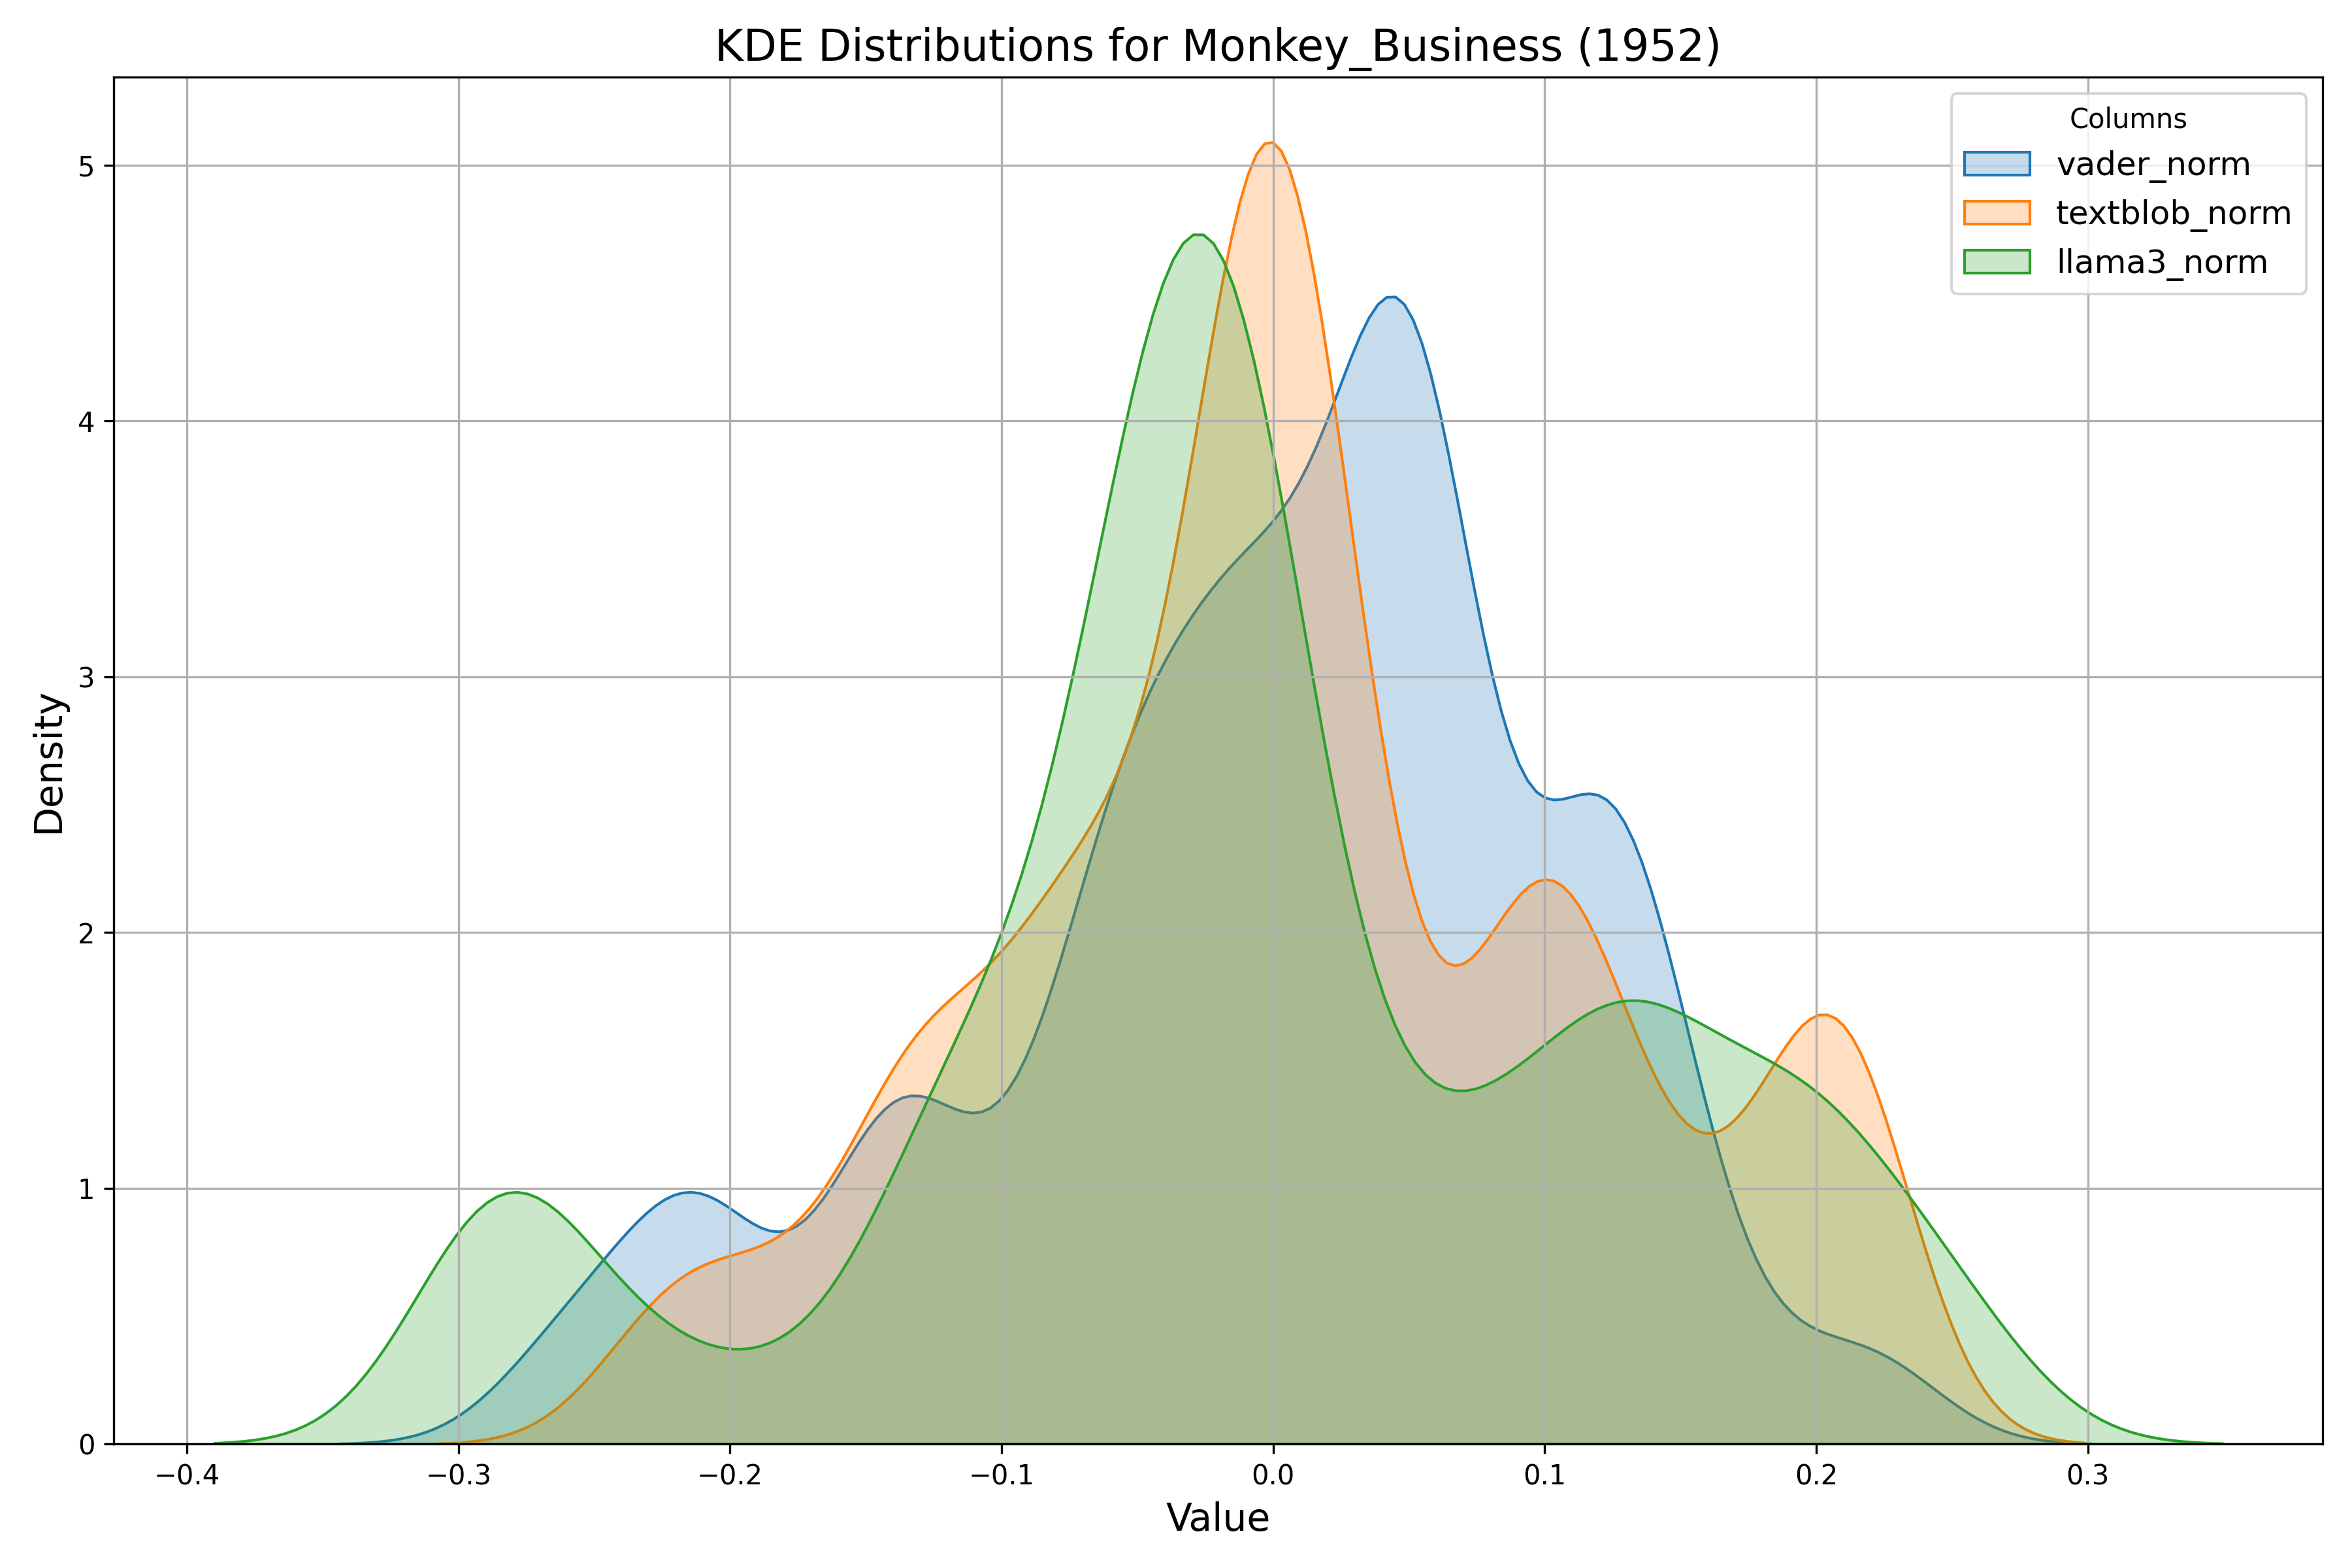 KDE Distributions for Monkey_Business (1952)
Columns
vader_norm
textblob_norm
llama3_norm
Density
5
4
3
2
1
0
−0.4 −0.3 −0.2 −0.1 0.0 0.1 0.2 0.3
Value